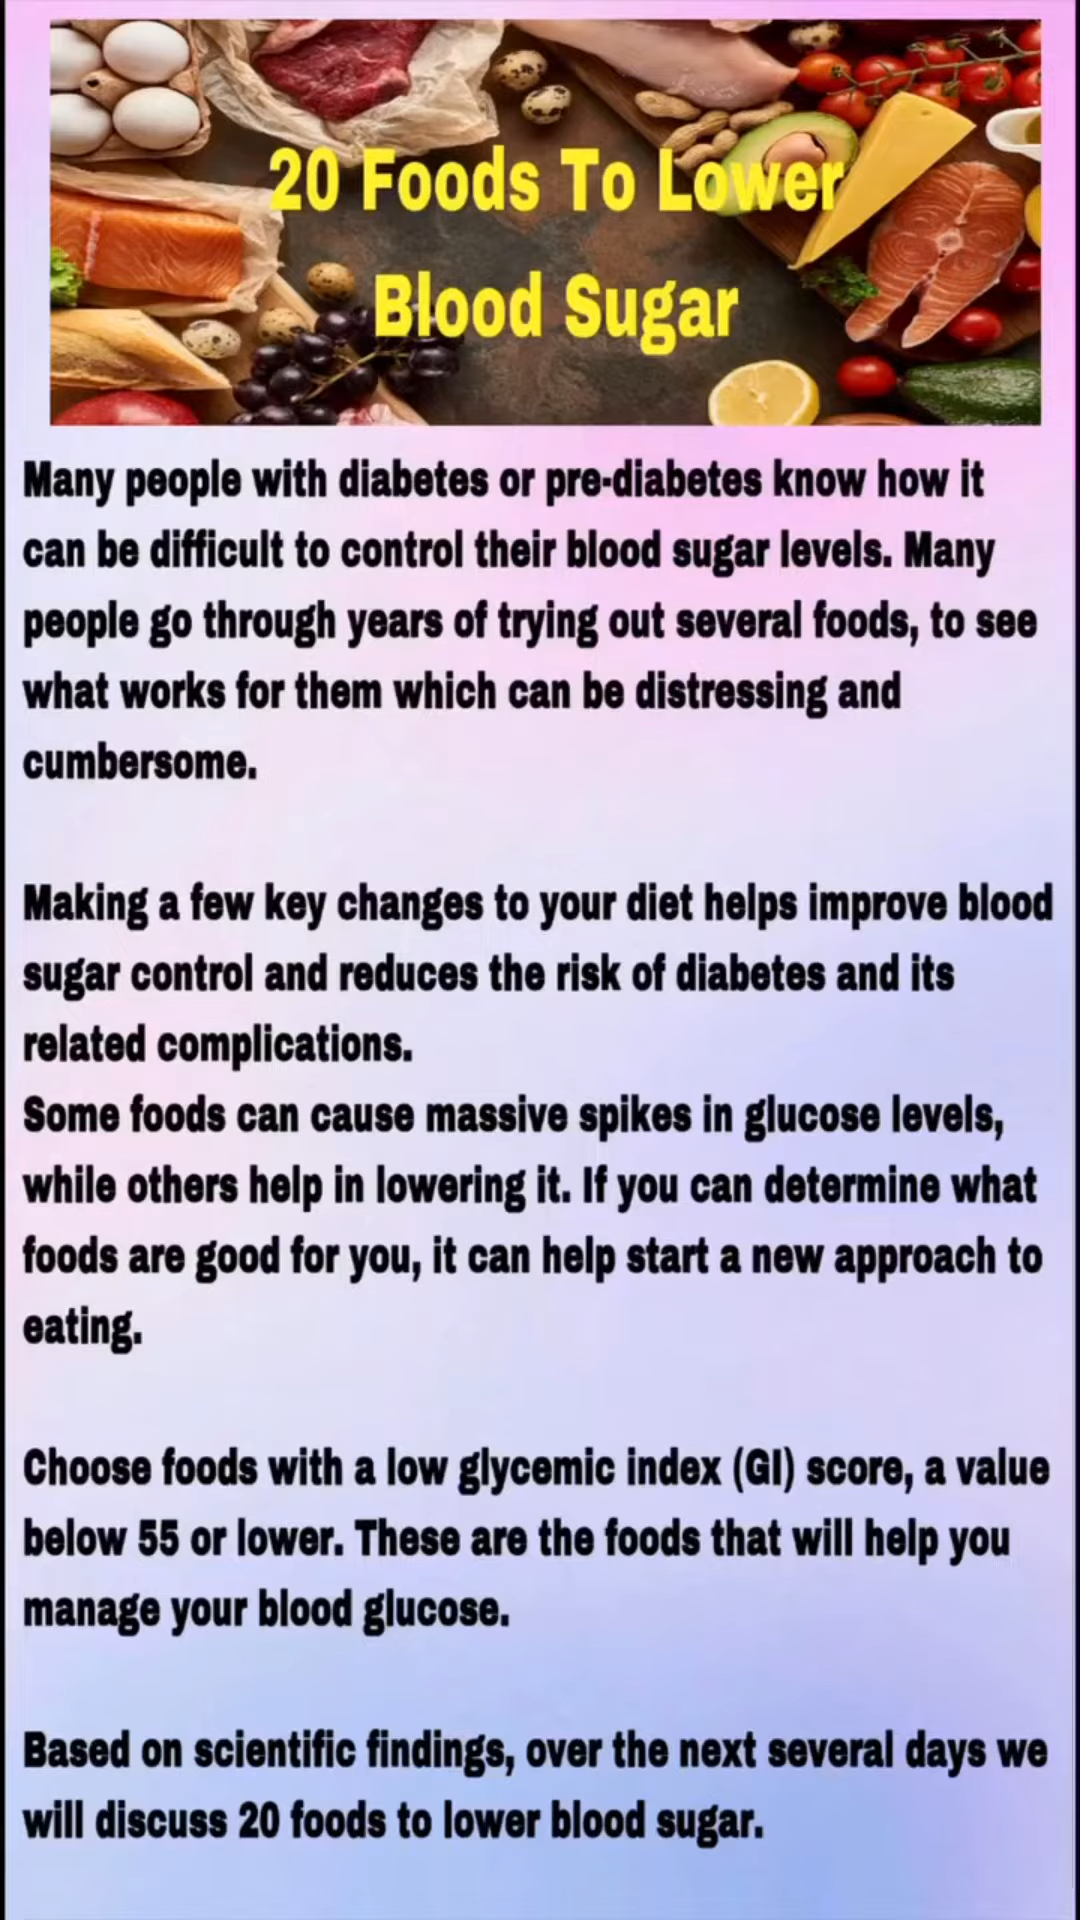 20 Foods To Lower
Blood Sugar
Many people with diabetes or pre-diabetes know how it
can be difficult to control their blood sugar levels. Many
people go through years of trying out several foods, to see
what works for them which can be distressing and
cumbersome.
Making a few key changes to your diet helps improve blood
sugar control and reduces the risk of diabetes and its
related complications.
Some foods can cause massive spikes in glucose levels,
while others help in lowering it. If you can determine what
foods are good for you, it can help start a new approach to
eating.
Choose foods with a low glycemic index (GI) score, a value
below 55 or lower. These are the foods that will help you
manage your blood glucose.
Based on scientific findings, over the next several days we
will discuss 20 foods to lower blood sugar.